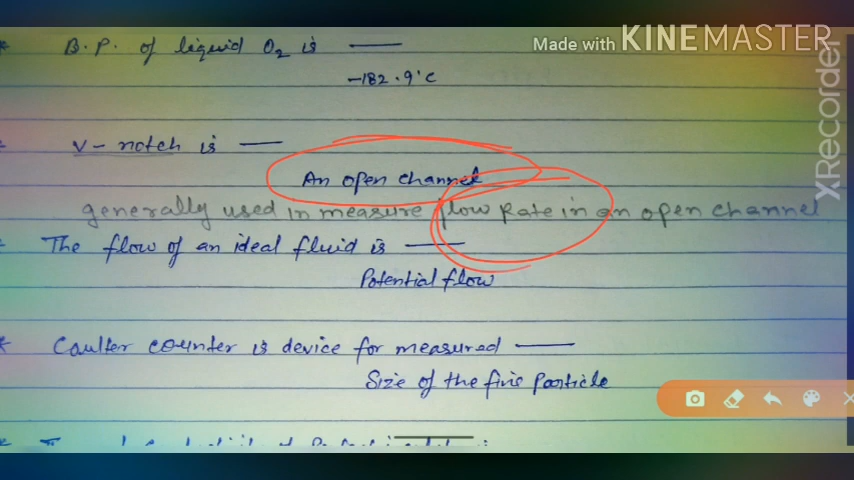 B.P. of liquid O2 is ——
-182.9°C
V-notch is ——
An open channel
generally used in measure flow rate in an open channel
The flow of an ideal fluid is ——
Potential flow
Coulter counter is device for measured ——
Size of the fine Particle
Made with KINEMASTER
XRecorder